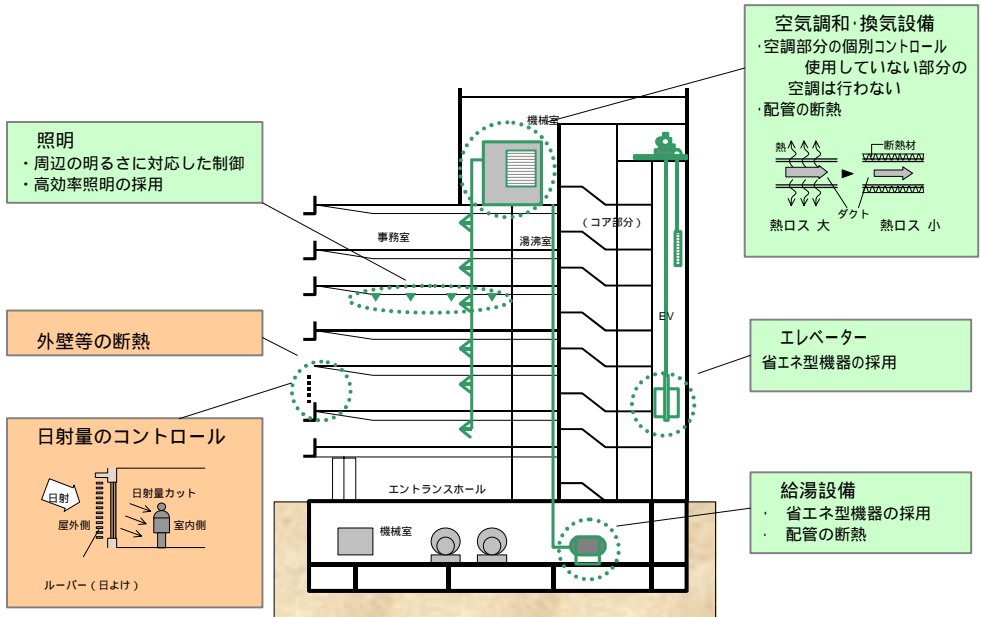 空気調和・換気設備
・空調部分の個別コントロール
使用していない部分の
空調は行わない
・配管の断熱
熱
断熱材
ダクト
熱ロス 大
熱ロス 小
照明
・周辺の明るさに対応した制御
・高効率照明の採用
機械室
(コア部分)
事務室
湯沸室
EV
外壁等の断熱
エレベーター
省エネ型機器の採用
日射量のコントロール
日射
日射量カット
屋外側
室内側
ルーバー(日よけ)
エントランスホール
機械室
給湯設備
・ 省エネ型機器の採用
・ 配管の断熱